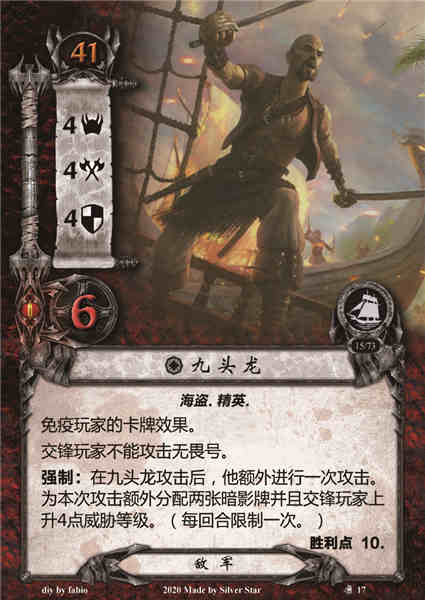 41
4
4
4
6
15/73
九头龙
海盗. 精英.
免疫玩家的卡牌效果。
交锋玩家不能攻击无畏号。
强制：在九头龙攻击后，他额外进行一次攻击。
为本次攻击额外分配两张暗影牌并且交锋玩家上
升4点威胁等级。（每回合限制一次。）
胜利点 10.
敌军
diy by fabio 2020 Made by Silver Star 17